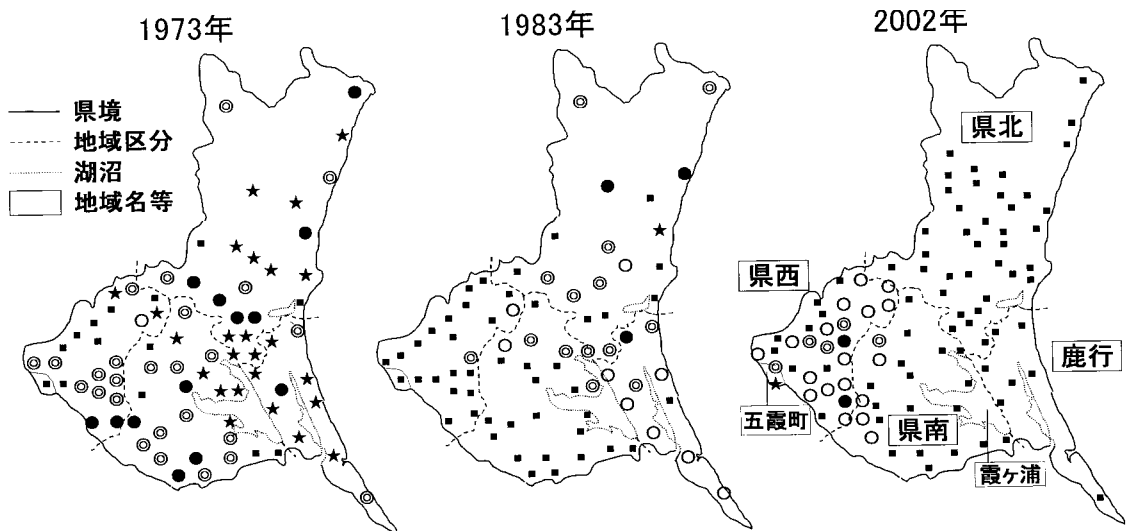 1973年
1983年
2002年
県境
地域区分
湖沼
地域名等
県北
県西
鹿行
五霞町
県南
霞ヶ浦